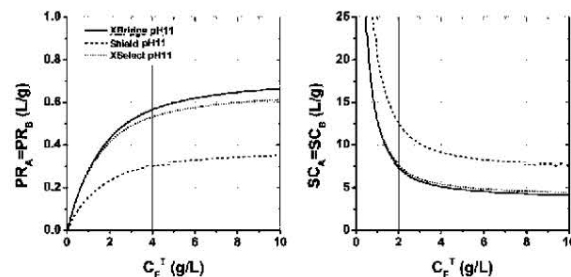 XBridge pH11
Shield pH11
XSelect pH11
PR_A=PR_B (L/g)
1.0
0.8
0.6
0.4
0.2
0.0
0 2 4 6 8 10
C_F^T (g/L)
SC_A=SC_B (L/g)
25
20
15
10
5
0
0 2 4 6 8 10
C_F^T (g/L)